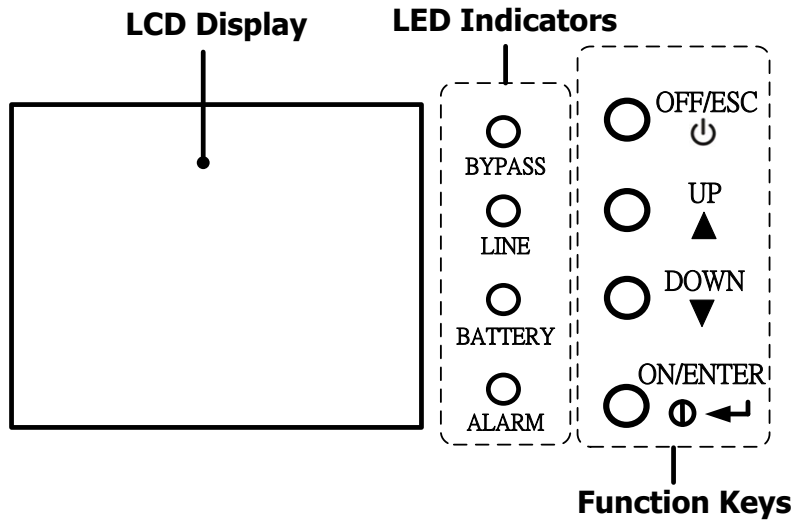 LCD Display
LED Indicators
BYPASS
LINE
BATTERY
ALARM
OFF/ESC
UP
DOWN
ON/ENTER
Function Keys